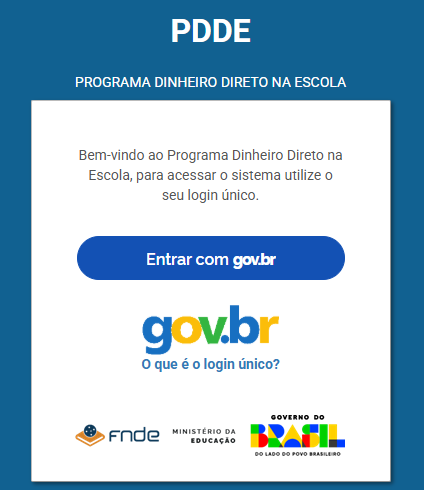 PDDE
PROGRAMA DINHEIRO DIRETO NA ESCOLA
Bem-vindo ao Programa Dinheiro Direto na
Escola, para acessar o sistema utilize o
seu login único.
Entrar com gov.br
gov.br
O que é o login único?
fnde
MINISTÉRIO DA
EDUCAÇÃO
GOVERNO DO
BRASIL
DO LADO DO POVO BRASILEIRO